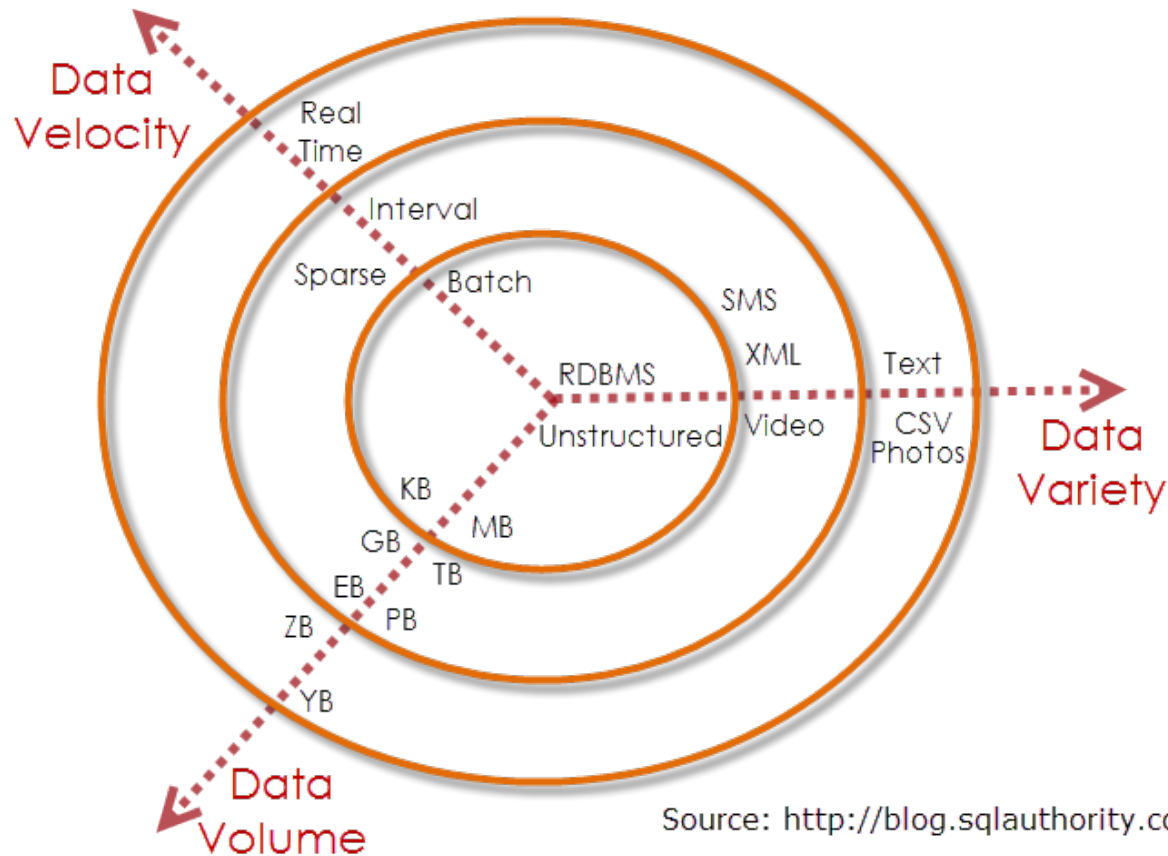 Data
Velocity
Real
Time
Interval
Sparse
Batch
SMS
XML
RDBMS
Text
Unstructured
Video
CSV
Photos
Data
Variety
KB
MB
GB
TB
EB
PB
ZB
YB
Data
Volume
Source: http://blog.sqlauthority.co